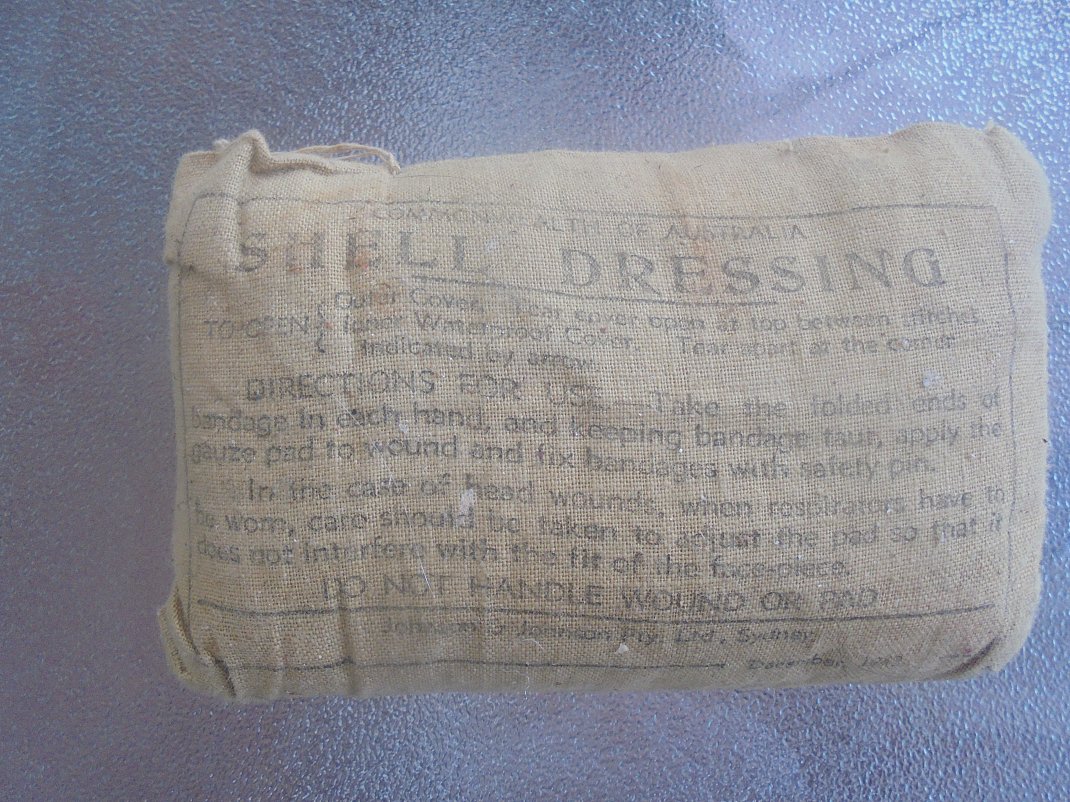 COMMONWEALTH OF AUSTRALIA
SHELL DRESSING
Outer Cover. Tear cover open at top between stitches
TO OPEN { Inner Waterproof Cover. Tear apart at the corner
indicated by arrow.
DIRECTIONS FOR USE.—Take the folded ends of
bandage in each hand, and keeping bandage taut, apply the
gauze pad to wound and fix bandages with safety pin.
In the case of head wounds, when respirators have to
be worn, care should be taken to adjust the pad so that it
does not interfere with the fit of the face-piece.
DO NOT HANDLE WOUND OR PAD
Johnson & Johnson Pty. Ltd., Sydney
December,